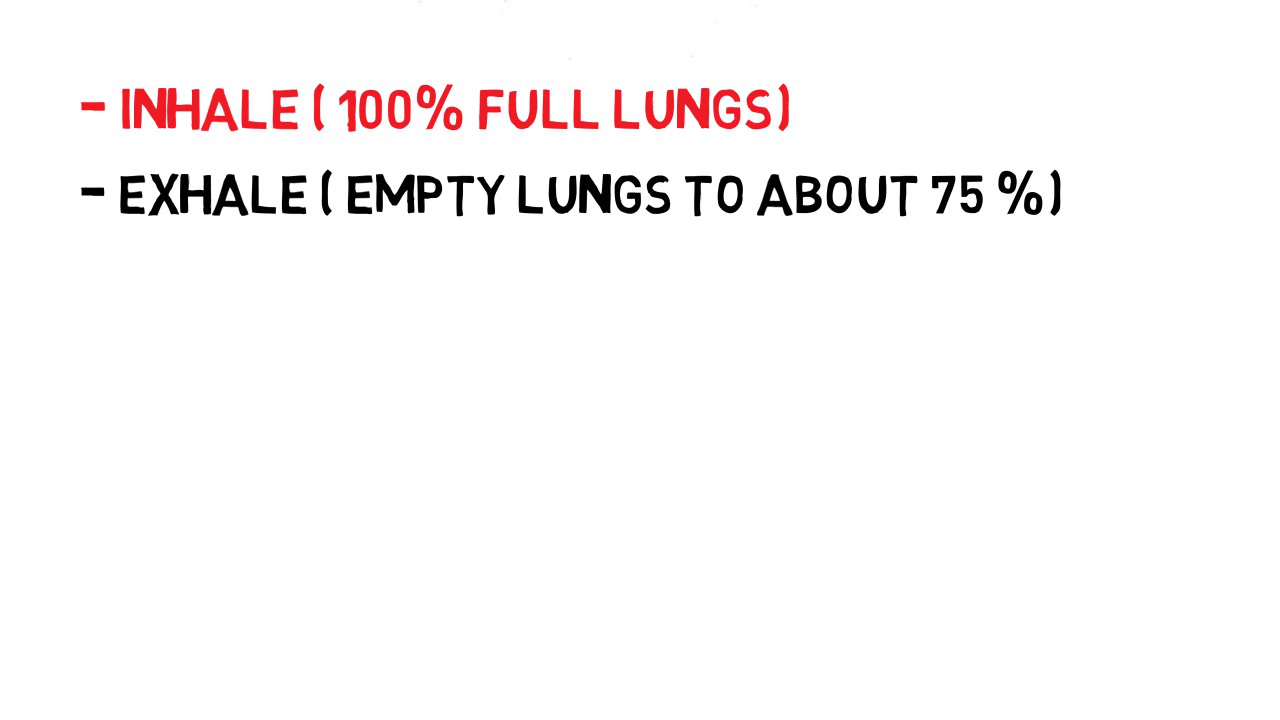 - INHALE ( 100% FULL LUNGS)
- EXHALE ( EMPTY LUNGS TO ABOUT 75 %)